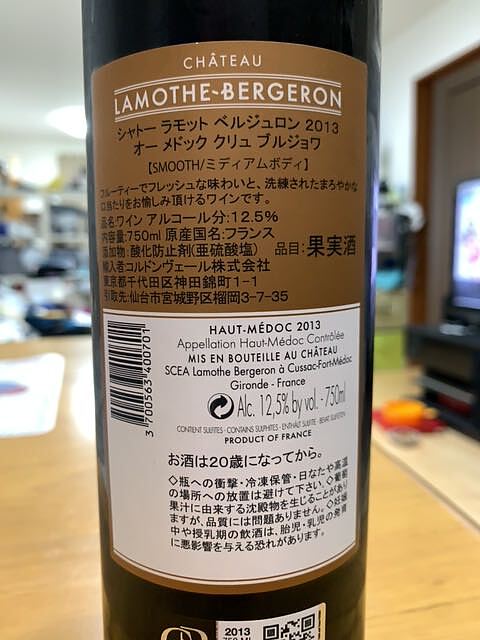 CHÂTEAU
LAMOTHE-BERGERON
シャトー ラモット ベルジュロン 2013
オー メドック クリュ ブルジョワ
【SMOOTH/ミディアムボディ】
フルーティーでフレッシュな味わいと、洗練されたまろやかな
口当たりをお愉しみ頂けるワインです。
品名:ワイン アルコール分:12.5%
内容量:750ml 原産国名:フランス
添加物:酸化防止剤(亜硫酸塩) 品目:果実酒
輸入者:コルドンヴェール株式会社
東京都千代田区神田錦町1-1
引取先:仙台市宮城野区榴岡3-7-35
3 700563 400701
HAUT-MÉDOC 2013
Appellation Haut-Médoc Contrôlée
MIS EN BOUTEILLE AU CHÂTEAU
SCEA Lamothe Bergeron à Cussac-Fort-Médoc
Gironde - France
Alc. 12,5% by vol. - 750ml
CONTIENT SULFITES - CONTAINS SULPHITES - ENTHÄLT SULFITE - BEVAT SULFIETEN
PRODUCT OF FRANCE
お酒は20歳になってから。
◇瓶への衝撃・冷凍保管・日なたや高温
の場所への放置は避けて下さい。◇葡萄
果汁に由来する沈殿物を生じることがあり
ますが、品質には問題ありません。◇妊娠
中や授乳期の飲酒は、胎児・乳児の発育
に悪影響を与える恐れがあります。
2013
750 ML